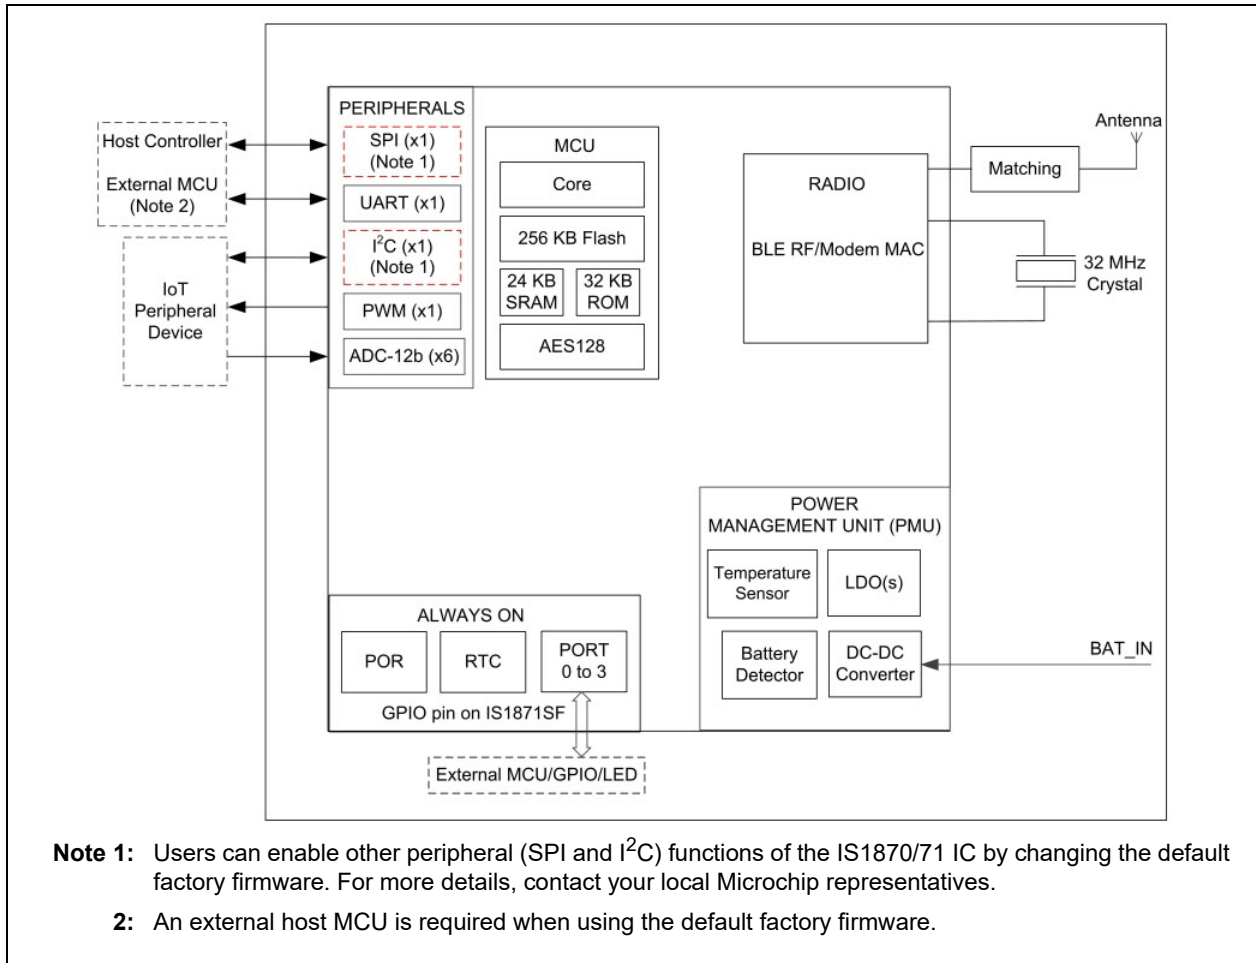 PERIPHERALS
Host Controller
External MCU
(Note 2)
SPI (x1)
(Note 1)
UART (x1)
I²C (x1)
(Note 1)
PWM (x1)
ADC-12b (x6)
IoT
Peripheral
Device
MCU
Core
256 KB Flash
24 KB
SRAM
32 KB
ROM
AES128
RADIO
BLE RF/Modem MAC
Matching
Antenna
32 MHz
Crystal
POWER
MANAGEMENT UNIT (PMU)
Temperature
Sensor
LDO(s)
Battery
Detector
DC-DC
Converter
BAT_IN
ALWAYS ON
POR
RTC
PORT
0 to 3
GPIO pin on IS1871SF
External MCU/GPIO/LED
Note 1: Users can enable other peripheral (SPI and I²C) functions of the IS1870/71 IC by changing the default
factory firmware. For more details, contact your local Microchip representatives.
2: An external host MCU is required when using the default factory firmware.